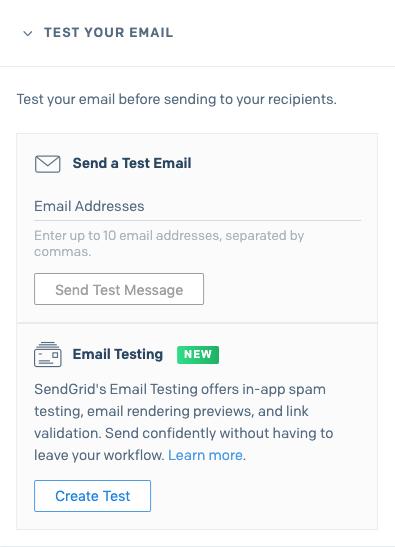 TEST YOUR EMAIL
Test your email before sending to your recipients.
Send a Test Email
Email Addresses
Enter up to 10 email addresses, separated by
commas.
Send Test Message
Email Testing NEW
SendGrid's Email Testing offers in-app spam
testing, email rendering previews, and link
validation. Send confidently without having to
leave your workflow. Learn more.
Create Test